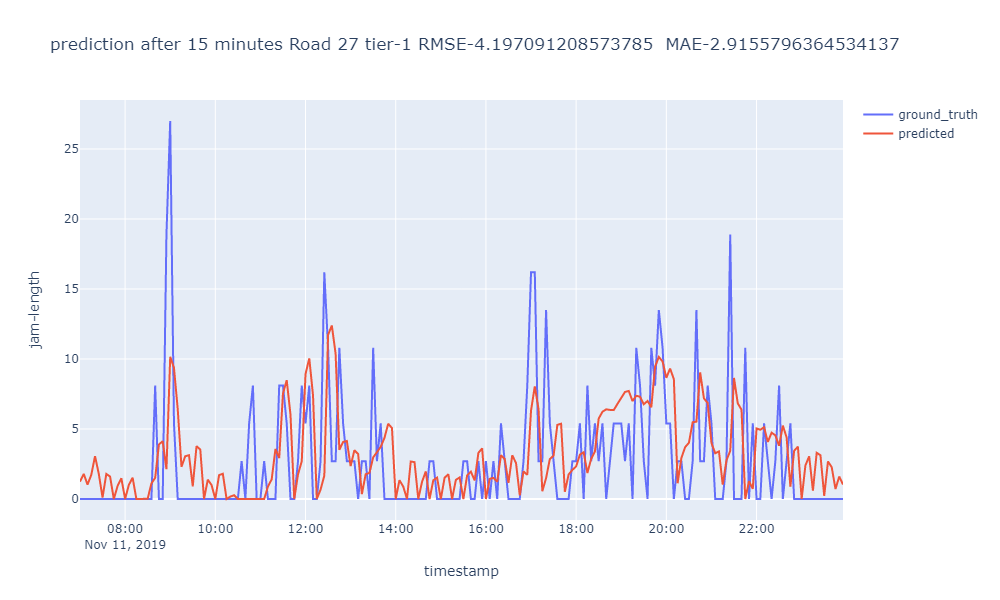 prediction after 15 minutes Road 27 tier-1 RMSE-4.197091208573785  MAE-2.9155796364534137
ground_truth
predicted
jam-length
25
20
15
10
5
0
08:00 10:00 12:00 14:00 16:00 18:00 20:00 22:00
Nov 11, 2019
timestamp